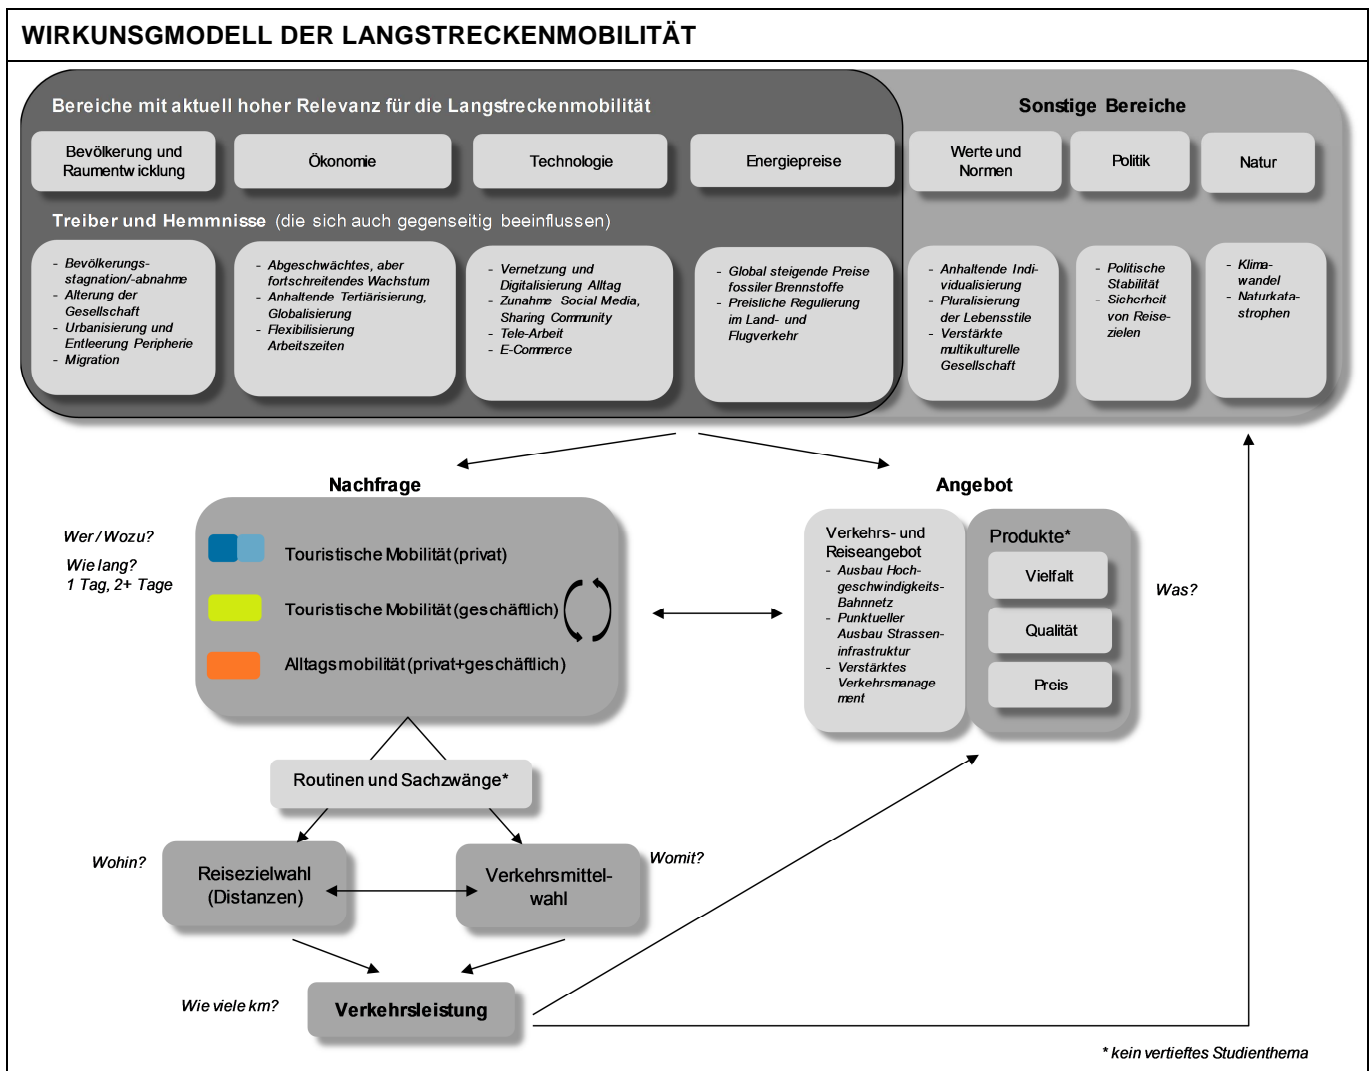 WIRKUNSGMODELL DER LANGSTRECKENMOBILITÄT
Bereiche mit aktuell hoher Relevanz für die Langstreckenmobilität
Sonstige Bereiche
Bevölkerung und
Raumentwicklung
Ökonomie
Technologie
Energiepreise
Werte und
Normen
Politik
Natur
Treiber und Hemmnisse (die sich auch gegenseitig beeinflussen)
- Bevölkerungs-
stagnation/-abnahme
- Alterung der
Gesellschaft
- Urbanisierung und
Entleerung Peripherie
- Migration
- Abgeschwächtes, aber
fortschreitendes Wachstum
- Anhaltende Tertiärisierung,
Globalisierung
- Flexibilisierung
Arbeitszeiten
- Vernetzung und
Digitalisierung Alltag
- Zunahme Social Media,
Sharing Community
- Tele-Arbeit
- E-Commerce
- Global steigende Preise
fossiler Brennstoffe
- Preisliche Regulierung
im Land- und
Flugverkehr
- Anhaltende Indi-
vidualisierung
- Pluralisierung
der Lebensstile
- Verstärkte
multikulturelle
Gesellschaft
- Politische
Stabilität
- Sicherheit
von Reise-
zielen
- Klima-
wandel
- Naturkata-
strophen
Nachfrage
Angebot
Wer / Wozu?
Wie lang?
1 Tag, 2+ Tage
Touristische Mobilität (privat)
Touristische Mobilität (geschäftlich)
Alltagsmobilität (privat+geschäftlich)
Verkehrs- und
Reiseangebot
- Ausbau Hoch-
geschwindigkeits-
Bahnnetz
- Punktueller
Ausbau Strassen-
infrastruktur
- Verstärktes
Verkehrsmanage
ment
Produkte*
Vielfalt
Qualität
Preis
Was?
Routinen und Sachzwänge*
Wohin?
Reisezielwahl
(Distanzen)
Verkehrsmittel-
wahl
Womit?
Wie viele km?
Verkehrsleistung
* kein vertieftes Studienthema